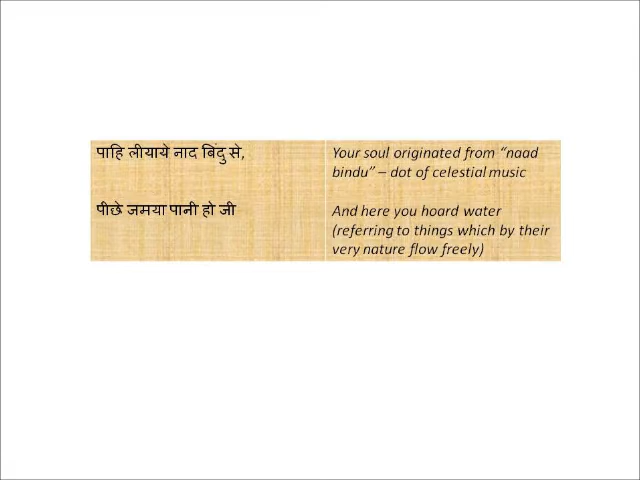 पाहि लीयाये नाद बिंदु से,
पीछे जमया पानी हो जी
Your soul originated from “naad
bindu” – dot of celestial music
And here you hoard water
(referring to things which by their
very nature flow freely)